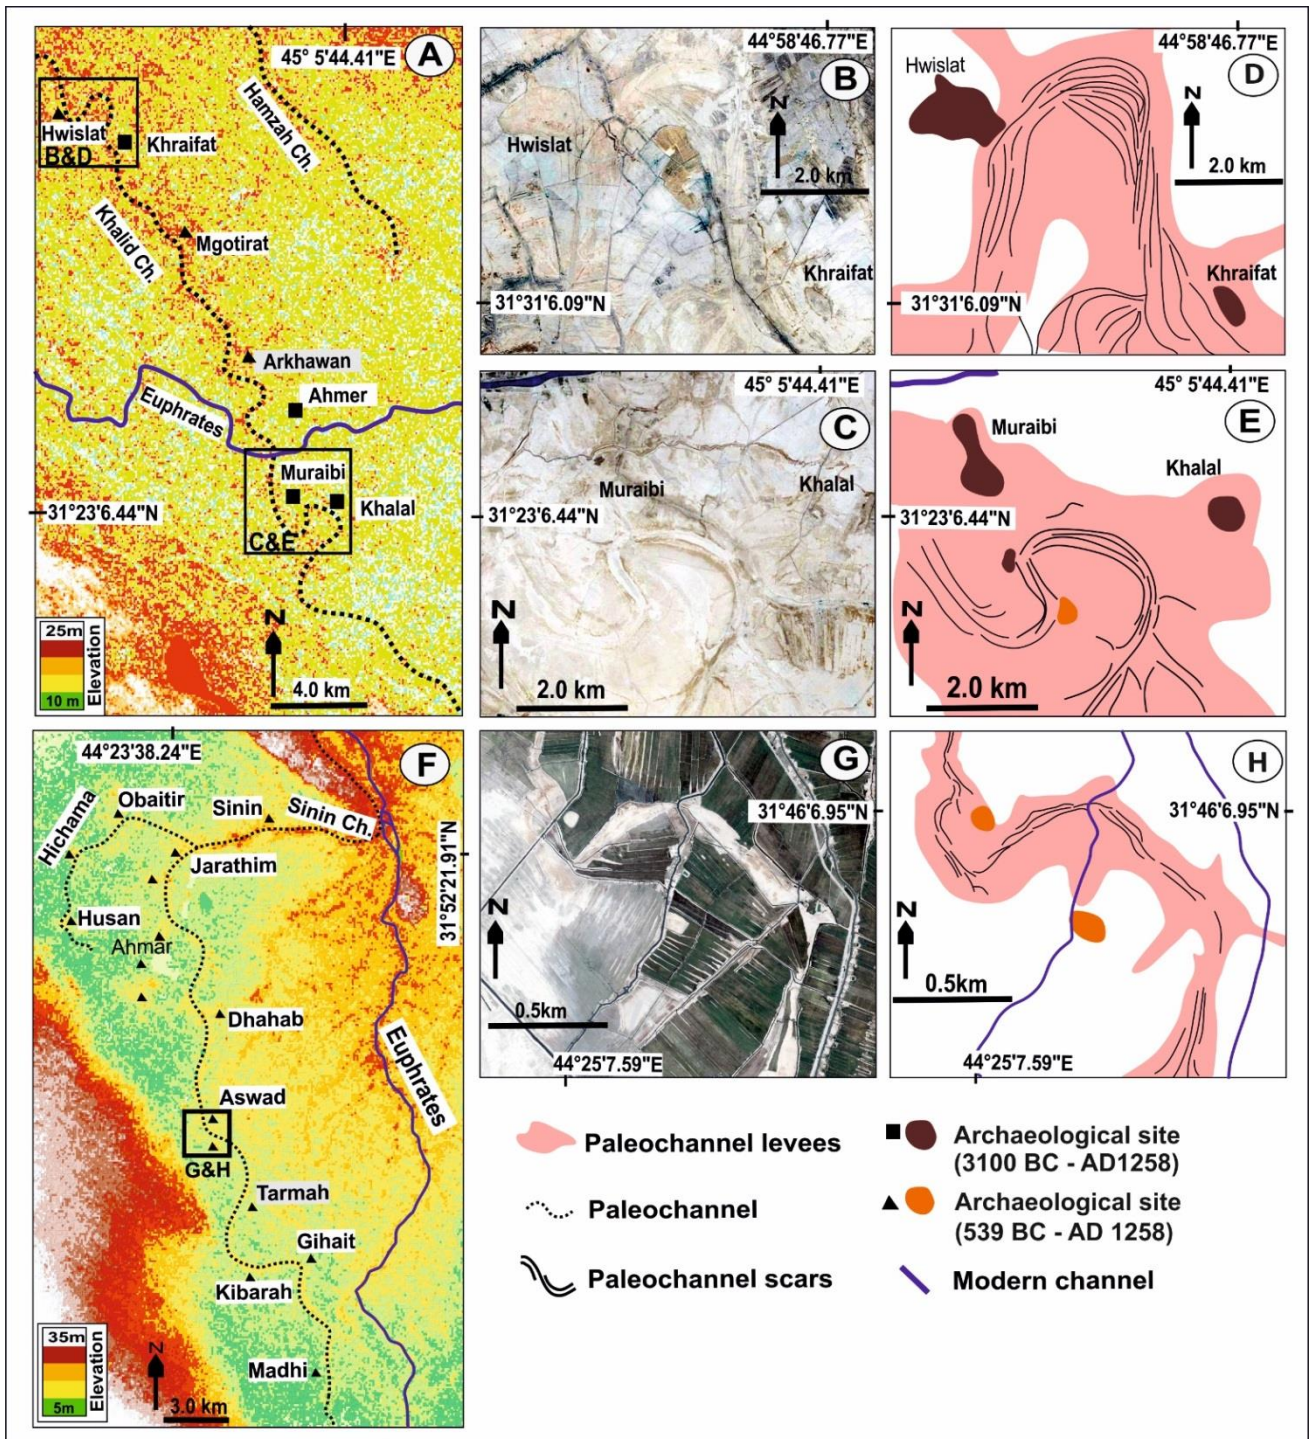 45° 5'44.41"E
A
Hamzah Ch.
Hwislat
B&D
Khraifat
Khalid Ch.
Mgotirat
Arkhawan
Euphrates
Ahmer
Muraibi
Khalal
31°23'6.44"N
C&E
25m
Elevation
10 m
N
4.0 km
44°58'46.77"E
B
N
Hwislat
2.0 km
Khraifat
31°31'6.09"N
44°58'46.77"E
Hwislat
D
N
2.0 km
Khraifat
31°31'6.09"N
45° 5'44.41"E
C
Muraibi
Khalal
31°23'6.44"N
N
2.0 km
45° 5'44.41"E
Muraibi
E
Khalal
31°23'6.44"N
N
2.0 km
44°23'38.24"E
F
Obaitir
Sinin
Sinin Ch.
Hichama
Jarathim
31°52'21.91"N
Husan
Ahmar
Dhahab
Euphrates
Aswad
G&H
Tarmah
Gihait
Kibarah
35m
Elevation
5m
N
Madhi
3.0 km
G
31°46'6.95"N
N
0.5km
44°25'7.59"E
H
31°46'6.95"N
N
0.5km
44°25'7.59"E
Paleochannel levees
Paleochannel
Paleochannel scars
Archaeological site
(3100 BC - AD1258)
Archaeological site
(539 BC - AD 1258)
Modern channel